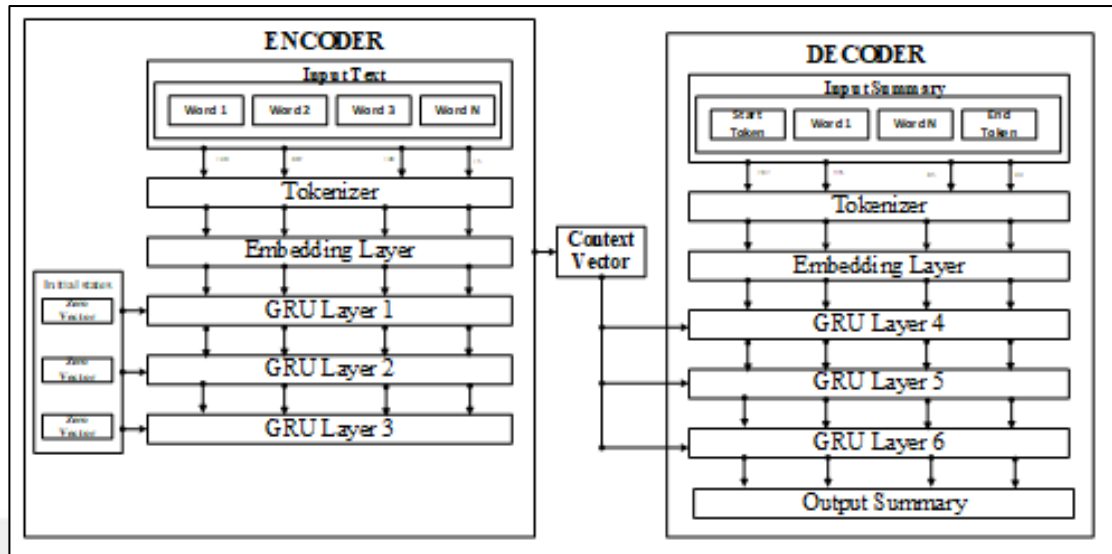 ENCODER
Input Text
Word 1
Word 2
Word 3
Word N
Tokenizer
Embedding Layer
Initial states
Zero
Vector
GRU Layer 1
Zero
Vector
GRU Layer 2
Zero
Vector
GRU Layer 3
Context
Vector
DECODER
Input Summary
Start
Token
Word 1
Word N
End
Token
Tokenizer
Embedding Layer
GRU Layer 4
GRU Layer 5
GRU Layer 6
Output Summary